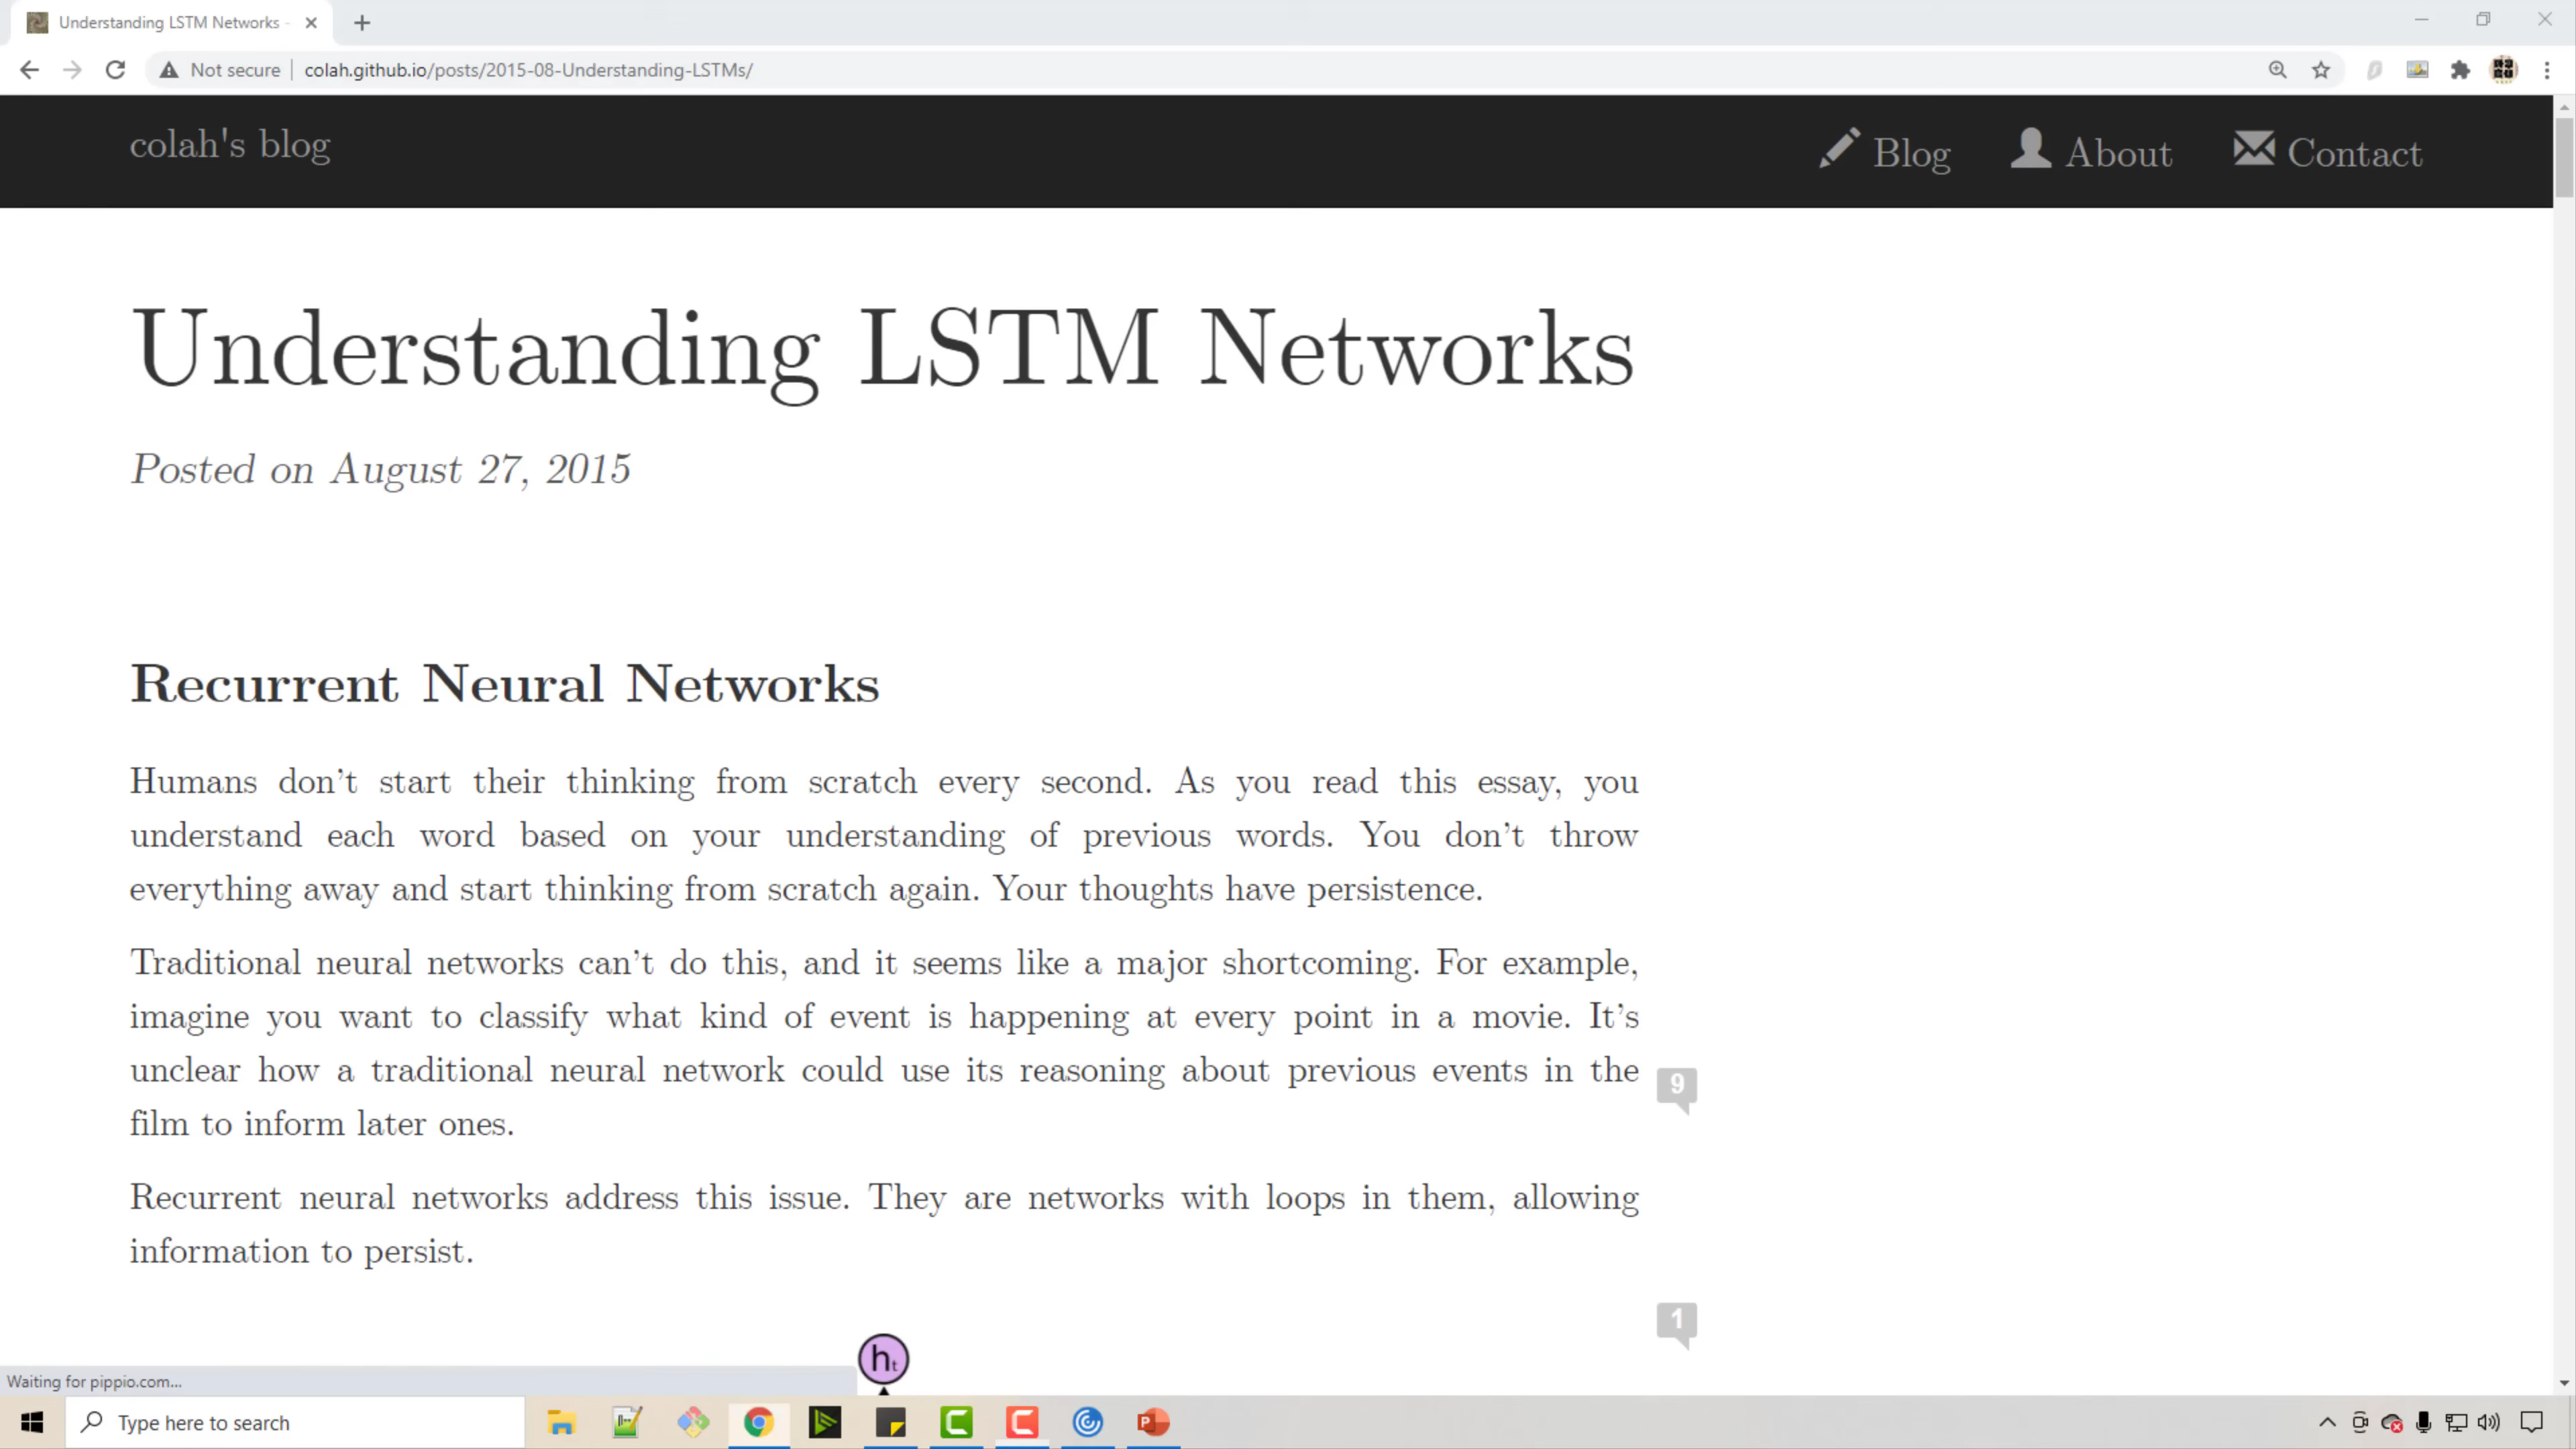 Understanding LSTM Networks -
Not secure
colah.github.io/posts/2015-08-Understanding-LSTMs/
colah's blog
Blog
About
Contact
Understanding LSTM Networks
Posted on August 27, 2015
Recurrent Neural Networks
Humans don't start their thinking from scratch every second. As you read this essay, you
understand each word based on your understanding of previous words. You don't throw
everything away and start thinking from scratch again. Your thoughts have persistence.
Traditional neural networks can't do this, and it seems like a major shortcoming. For example,
imagine you want to classify what kind of event is happening at every point in a movie. It's
unclear how a traditional neural network could use its reasoning about previous events in the
film to inform later ones.
9
Recurrent neural networks address this issue. They are networks with loops in them, allowing
information to persist.
1
ht
Waiting for pippio.com...
Type here to search